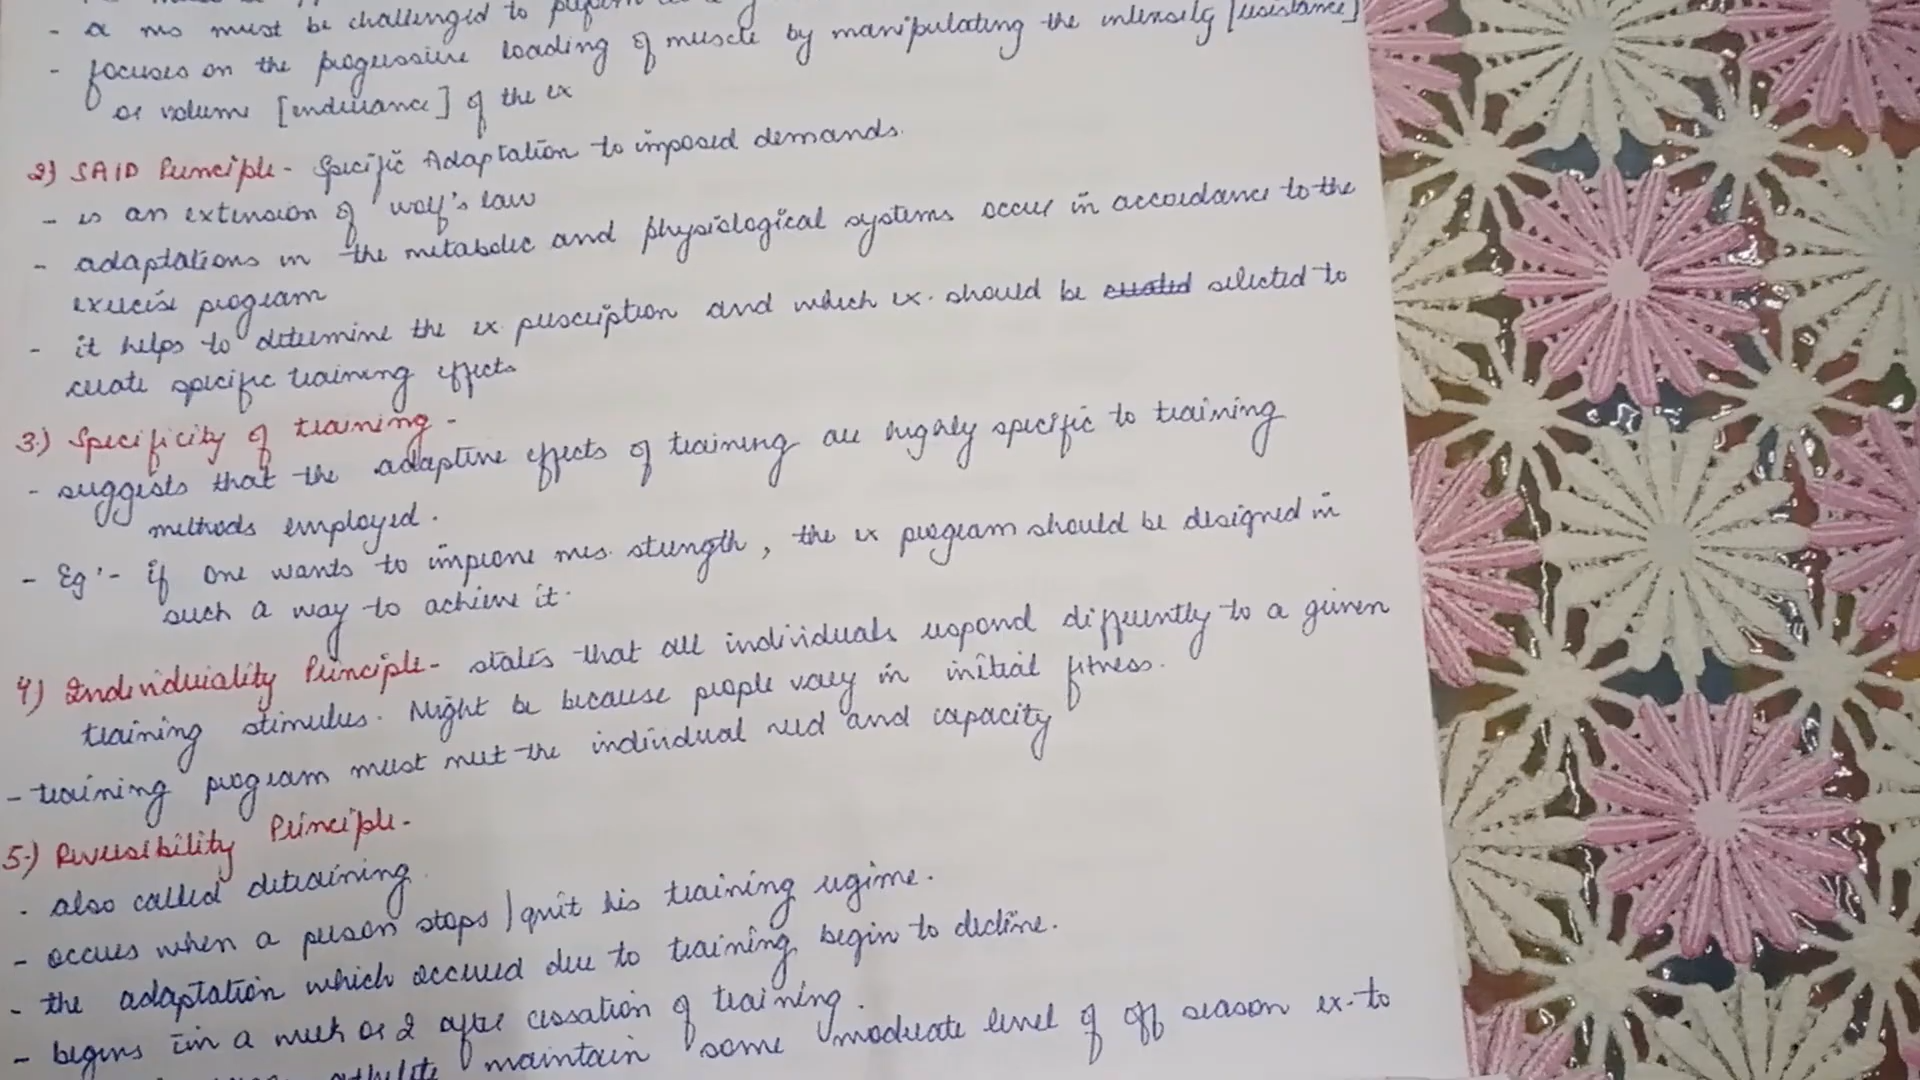 - a ms must be challenged to perform
- focuses on the progressive loading of muscle by manipulating the intensity [resistance]
or volume [endurance] of the ex
2) SAID Principle - Specific Adaptation to imposed demands.
- is an extension of 'wolf's law
- adaptations in the metabolic and physiological systems occur in accordance to the
exercise program
- it helps to determine the ex. prescription and which ex. should be created selected to
create specific training effects
3.) Specificity of training -
- suggests that the adaptive effects of training are highly specific to training
methods employed.
- Eg:- if one wants to improve mus. strength, the ex program should be designed in
such a way to achieve it.
4) Individuality Principle - states that all individuals respond differently to a given
training stimulus. Might be because people vary in initial fitness.
- training program must meet the individual need and capacity
5.) Reversibility Principle -
- also called detraining
- occurs when a person stops / quit his training regime.
- the adaptation which occured due to training begin to decline.
- begins in a week or 2 after cessation of training.
athlete maintain some moderate level of off season ex. to